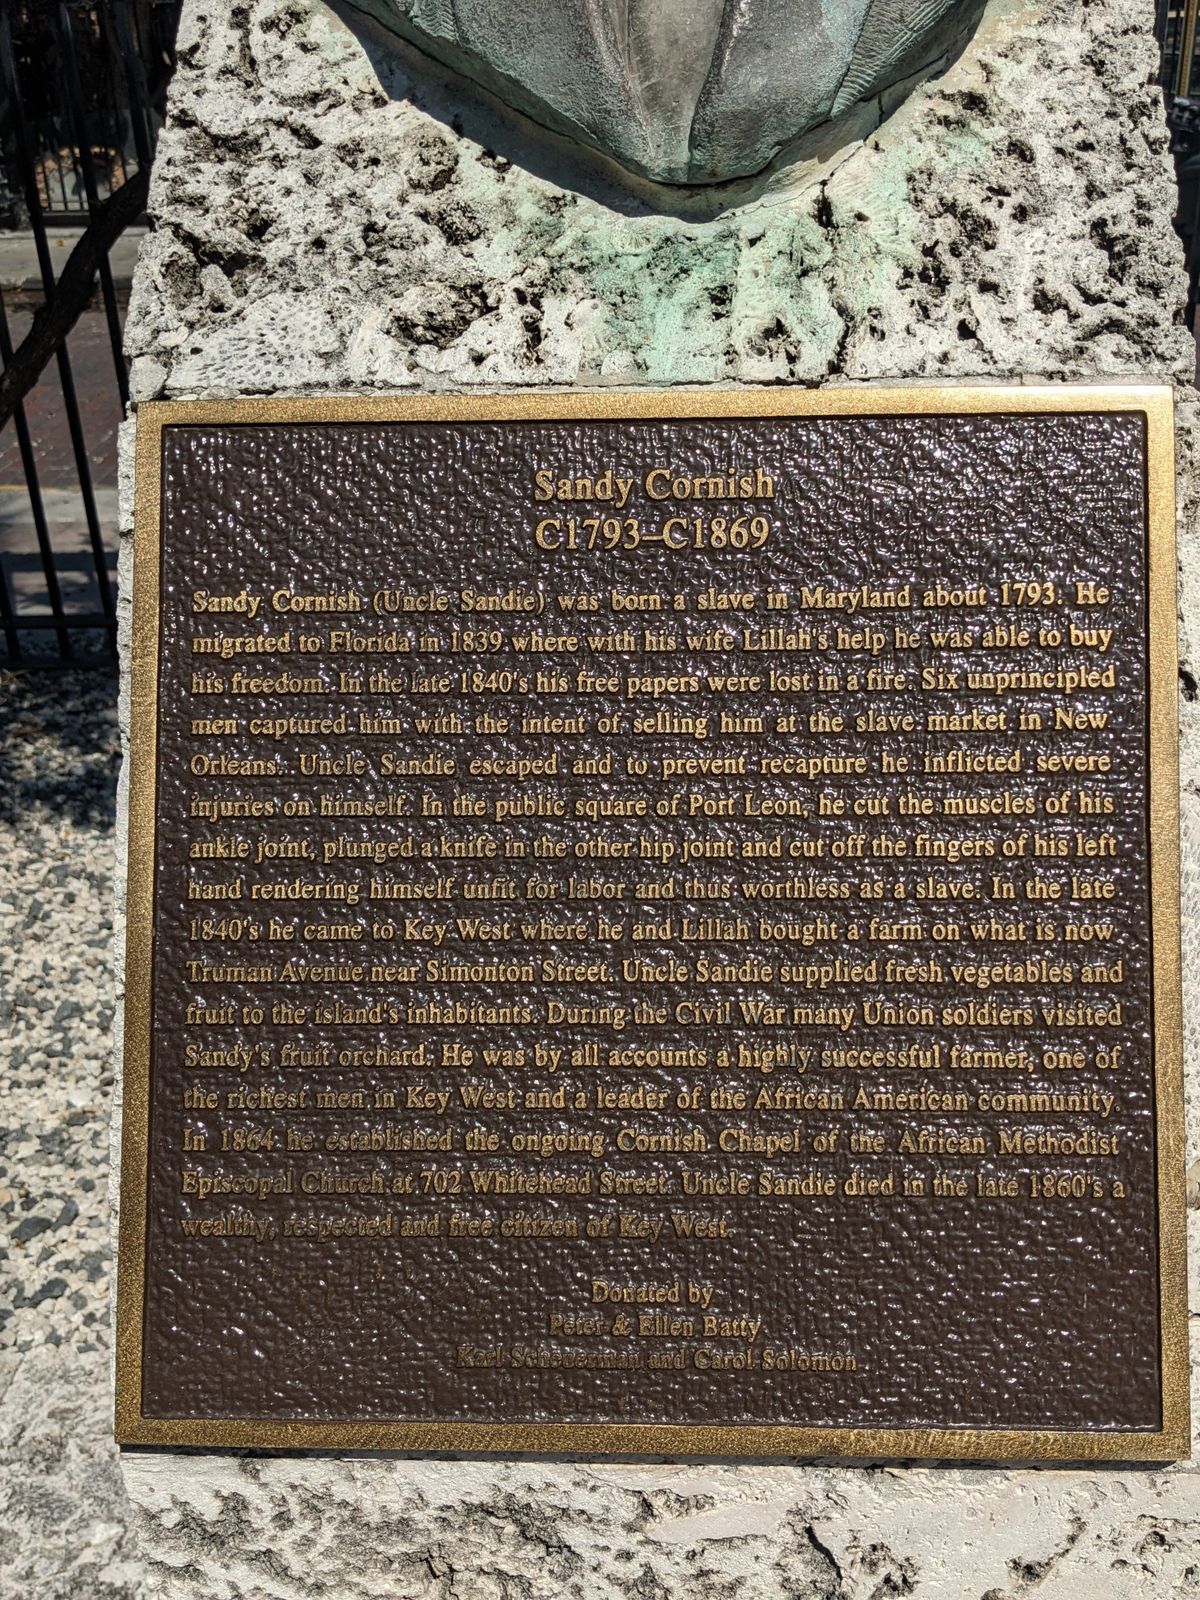 Sandy Cornish
C1793–C1869
Sandy Cornish (Uncle Sandie) was born a slave in Maryland about 1793. He
migrated to Florida in 1839 where with his wife Lillah's help he was able to buy
his freedom. In the late 1840's his free papers were lost in a fire. Six unprincipled
men captured him with the intent of selling him at the slave market in New
Orleans. Uncle Sandie escaped and to prevent recapture he inflicted severe
injuries on himself. In the public square of Port Leon, he cut the muscles of his
ankle joint, plunged a knife in the other hip joint and cut off the fingers of his left
hand rendering himself unfit for labor and thus worthless as a slave. In the late
1840's he came to Key West where he and Lillah bought a farm on what is now
Truman Avenue near Simonton Street. Uncle Sandie supplied fresh vegetables and
fruit to the island's inhabitants. During the Civil War many Union soldiers visited
Sandy's fruit orchard. He was by all accounts a highly successful farmer, one of
the richest men in Key West and a leader of the African American community.
In 1864 he established the ongoing Cornish Chapel of the African Methodist
Episcopal Church at 702 Whitehead Street. Uncle Sandie died in the late 1860's a
wealthy, respected and free citizen of Key West.
Donated by
Peter & Ellen Batty
Karl Scheuerman and Carol Solomon